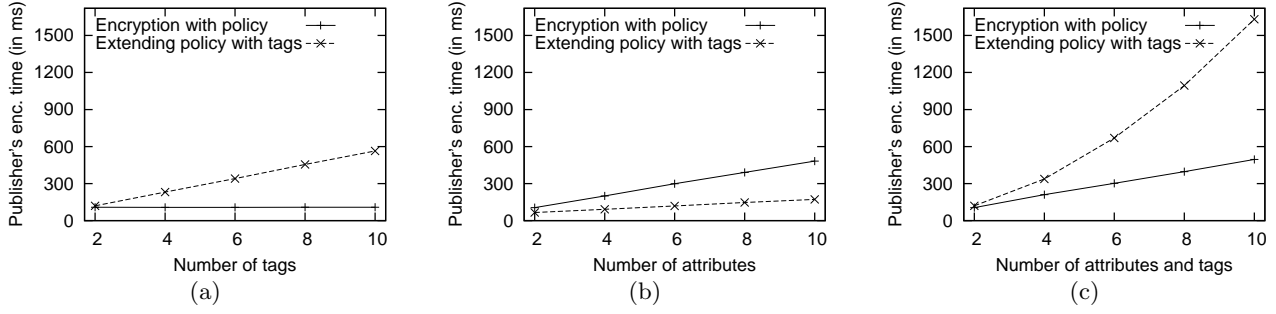 Publisher's enc. time (in ms)
1500
1200
900
600
300
0
Encryption with policy
Extending policy with tags
2 4 6 8 10
Number of tags
(a)
Publisher's enc. time (in ms)
1500
1200
900
600
300
0
Encryption with policy
Extending policy with tags
2 4 6 8 10
Number of attributes
(b)
Publisher's enc. time (in ms)
1500
1200
900
600
300
0
Encryption with policy
Extending policy with tags
2 4 6 8 10
Number of attributes and tags
(c)